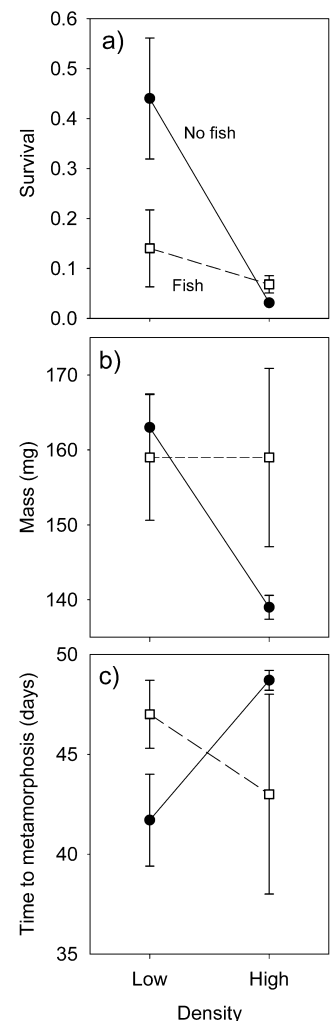 a)
0.6
0.5
0.4
0.3
0.2
0.1
0.0
Survival
No fish
Fish
b)
170
160
150
140
Mass (mg)
c)
50
45
40
35
Time to metamorphosis (days)
Low High
Density